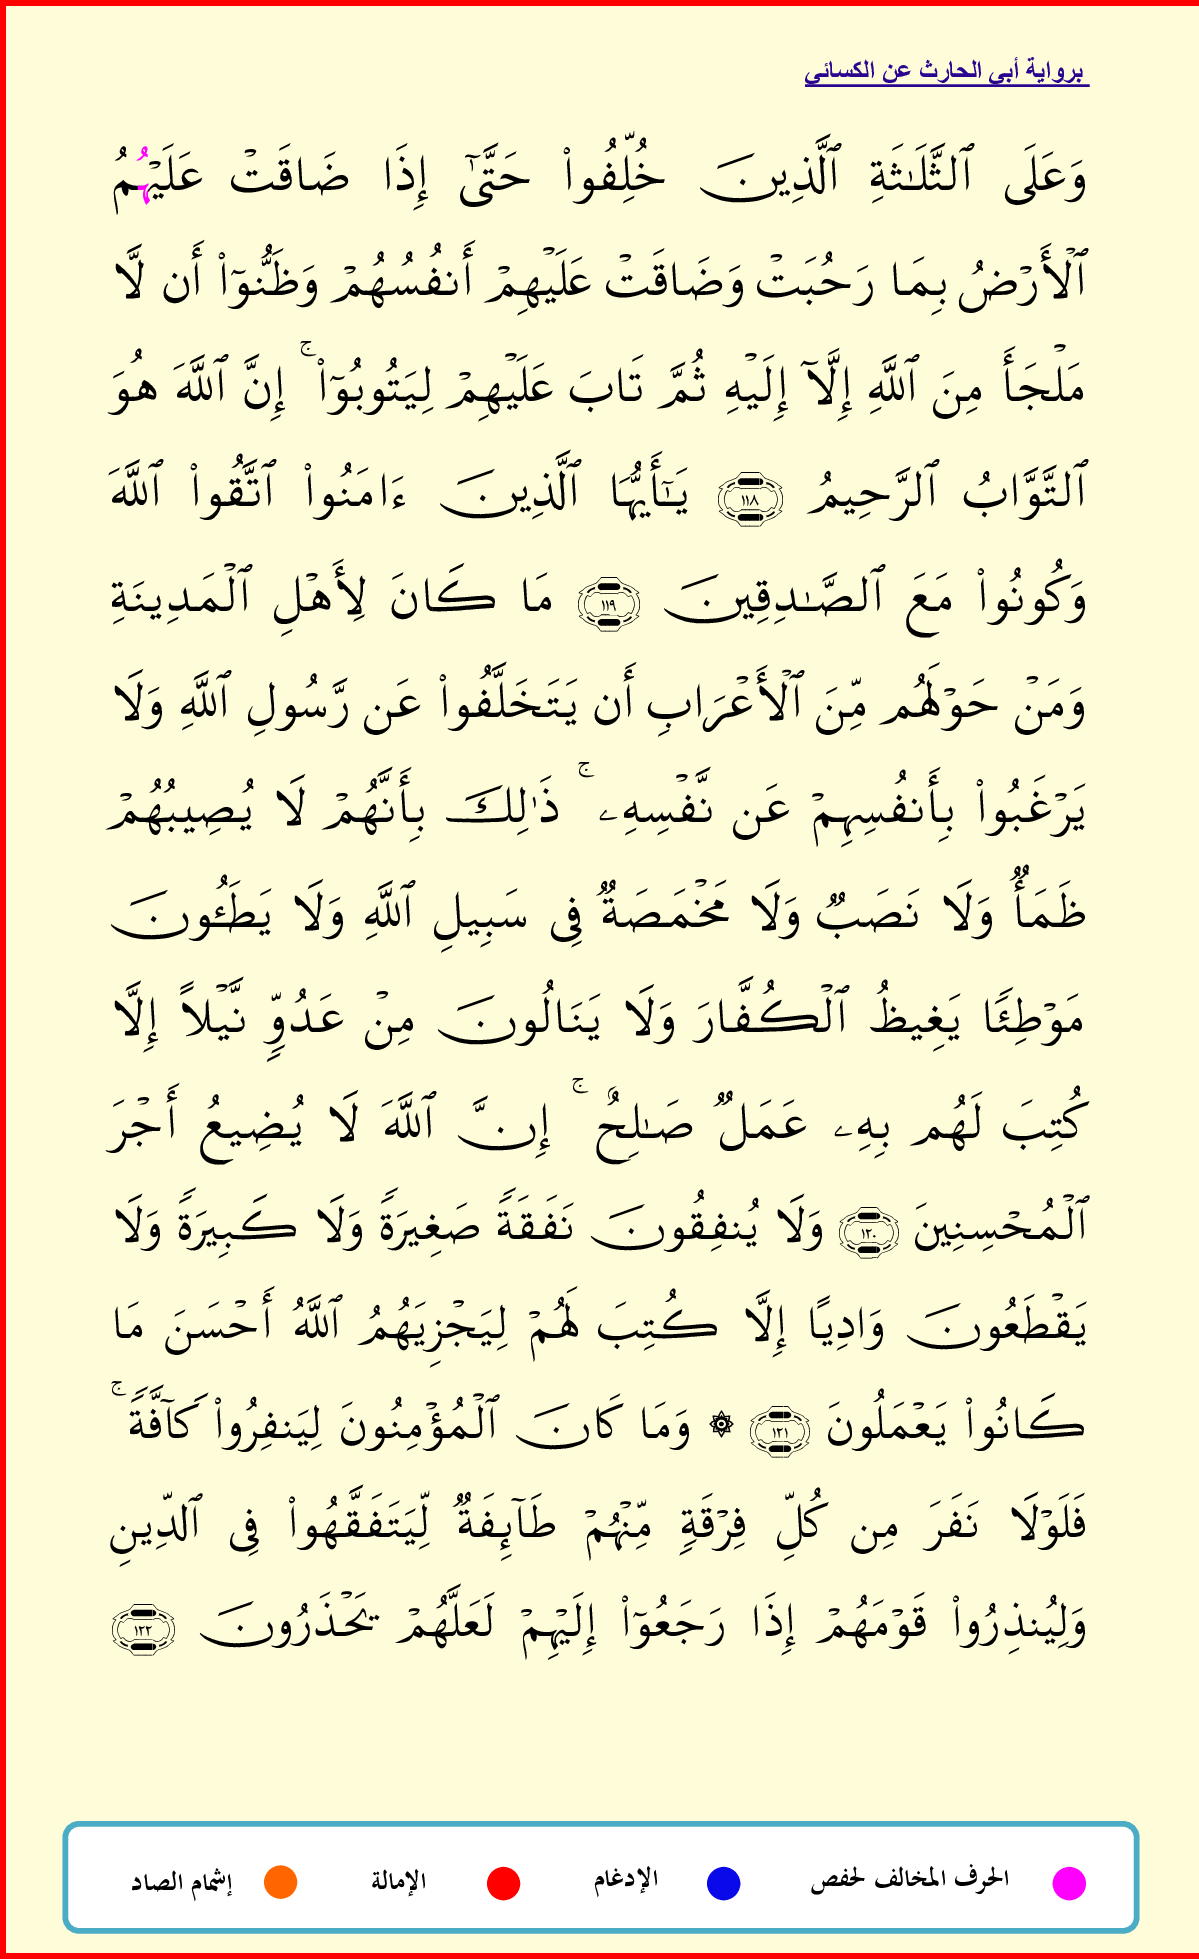 برواية أبي الحارث عن الكسائي
وَعَلَى ٱلثَّلَـٰثَةِ ٱلَّذِينَ خُلِّفُوا۟ حَتَّىٰٓ إِذَا ضَاقَتْ عَلَيْهُمُ
ٱلْأَرْضُ بِمَا رَحُبَتْ وَضَاقَتْ عَلَيْهِمْ أَنفُسُهُمْ وَظَنُّوٓا۟ أَن لَّا
مَلْجَأَ مِنَ ٱللَّهِ إِلَّآ إِلَيْهِ ثُمَّ تَابَ عَلَيْهِمْ لِيَتُوبُوٓا۟ ۚ إِنَّ ٱللَّهَ هُوَ
ٱلتَّوَّابُ ٱلرَّحِيمُ ١١٨ يَـٰٓأَيُّهَا ٱلَّذِينَ ءَامَنُوا۟ ٱتَّقُوا۟ ٱللَّهَ
وَكُونُوا۟ مَعَ ٱلصَّـٰدِقِينَ ١١٩ مَا كَانَ لِأَهْلِ ٱلْمَدِينَةِ
وَمَنْ حَوْلَهُم مِّنَ ٱلْأَعْرَابِ أَن يَتَخَلَّفُوا۟ عَن رَّسُولِ ٱللَّهِ وَلَا
يَرْغَبُوا۟ بِأَنفُسِهِمْ عَن نَّفْسِهِۦ ۚ ذَٰلِكَ بِأَنَّهُمْ لَا يُصِيبُهُمْ
ظَمَأٌ وَلَا نَصَبٌ وَلَا مَخْمَصَةٌ فِى سَبِيلِ ٱللَّهِ وَلَا يَطَـُٔونَ
مَوْطِئًا يَغِيظُ ٱلْكُفَّارَ وَلَا يَنَالُونَ مِنْ عَدُوٍّ نَّيْلاً إِلَّا
كُتِبَ لَهُم بِهِۦ عَمَلٌ صَـٰلِحٌ ۚ إِنَّ ٱللَّهَ لَا يُضِيعُ أَجْرَ
ٱلْمُحْسِنِينَ ١٢٠ وَلَا يُنفِقُونَ نَفَقَةً صَغِيرَةً وَلَا كَبِيرَةً وَلَا
يَقْطَعُونَ وَادِيًا إِلَّا كُتِبَ لَهُمْ لِيَجْزِيَهُمُ ٱللَّهُ أَحْسَنَ مَا
كَانُوا۟ يَعْمَلُونَ ١٢١ ۞ وَمَا كَانَ ٱلْمُؤْمِنُونَ لِيَنفِرُوا۟ كَآفَّةً ۚ
فَلَوْلَا نَفَرَ مِن كُلِّ فِرْقَةٍ مِّنْهُمْ طَآئِفَةٌ لِّيَتَفَقَّهُوا۟ فِى ٱلدِّينِ
وَلِيُنذِرُوا۟ قَوْمَهُمْ إِذَا رَجَعُوٓا۟ إِلَيْهِمْ لَعَلَّهُمْ يَحْذَرُونَ ١٢٢
الحرف المخالف لحفص الإدغام الإمالة إشمام الصاد